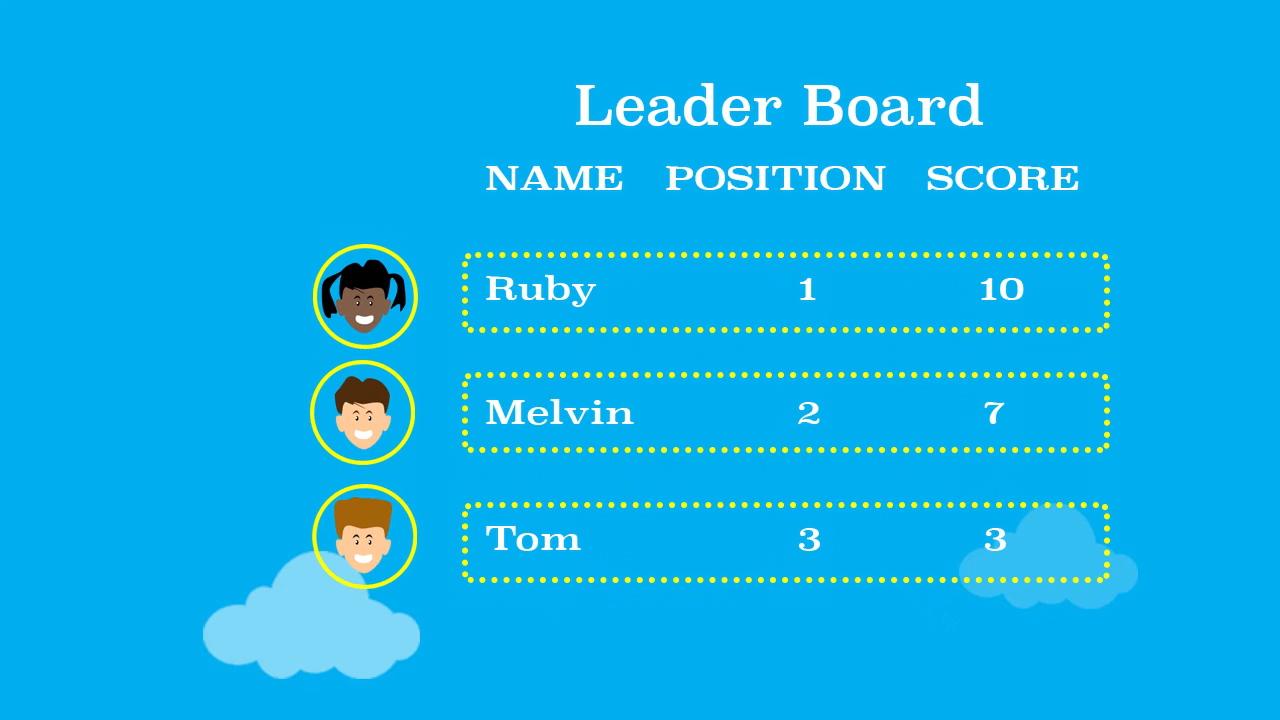 Leader Board
NAME POSITION SCORE
Ruby 1 10
Melvin 2 7
Tom 3 3